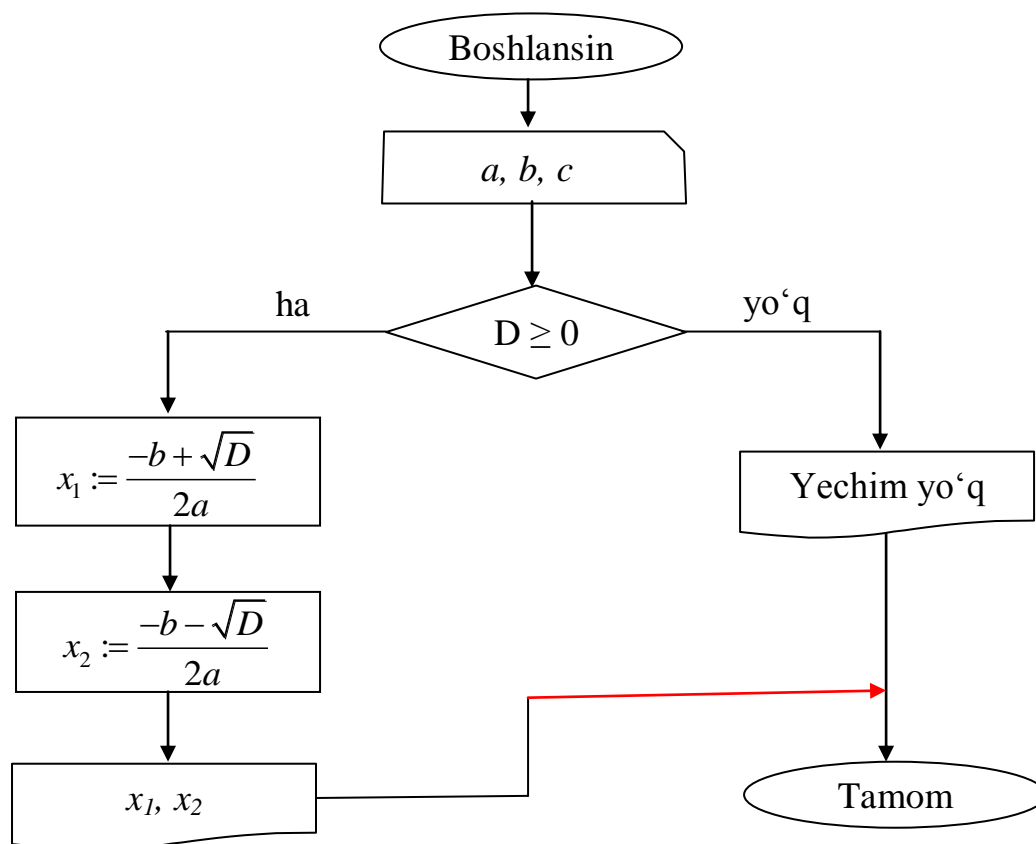 Boshlansin
a, b, c
ha
yo‘q
D ≥ 0
x₁ := (−b + √D) / 2a
Yechim yo‘q
x₂ := (−b − √D) / 2a
x₁, x₂
Tamom